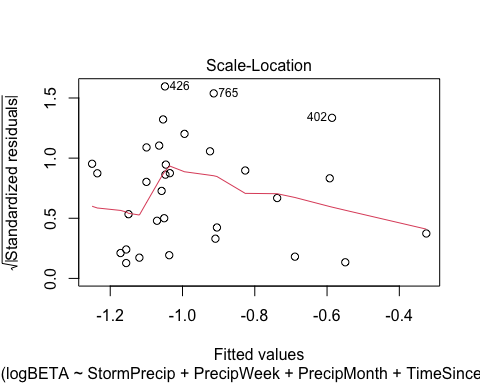 Scale-Location
√|Standardized residuals|
1.5
1.0
0.5
0.0
426
765
402
-1.2 -1.0 -0.8 -0.6 -0.4
Fitted values
(logBETA ~ StormPrecip + PrecipWeek + PrecipMonth + TimeSince